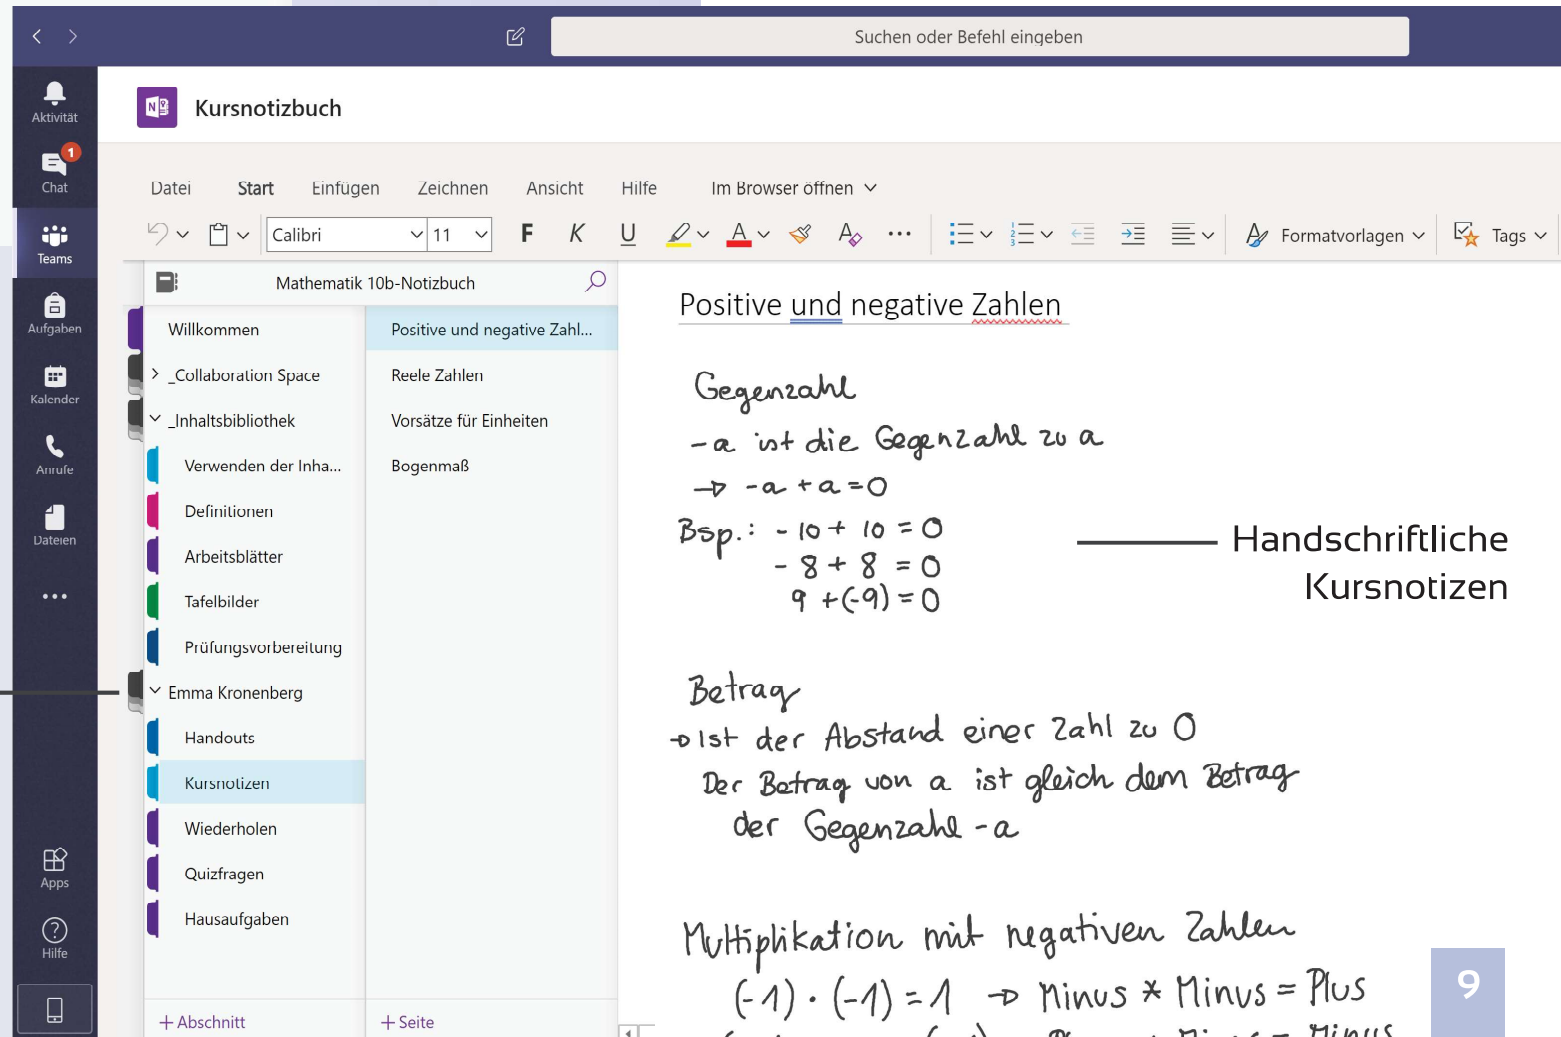 Suchen oder Befehl eingeben
Aktivität
1
Chat
Teams
Aufgaben
Kalender
Anrufe
Dateien
Apps
Hilfe
Kursnotizbuch
Datei Start Einfügen Zeichnen Ansicht Hilfe Im Browser öffnen
Calibri 11 F K U A A Formatvorlagen Tags
Mathematik 10b-Notizbuch
Willkommen
_Collaboration Space
_Inhaltsbibliothek
Verwenden der Inha...
Definitionen
Arbeitsblätter
Tafelbilder
Prüfungsvorbereitung
Emma Kronenberg
Handouts
Kursnotizen
Wiederholen
Quizfragen
Hausaufgaben
+ Abschnitt
Positive und negative Zahl...
Reele Zahlen
Vorsätze für Einheiten
Bogenmaß
+ Seite
Positive und negative Zahlen
Gegenzahl
-a ist die Gegenzahl zu a
→ -a + a = 0
Bsp.: -10 + 10 = 0
-8 + 8 = 0
9 + (-9) = 0
Betrag
→ Ist der Abstand einer Zahl zu 0
Der Betrag von a ist gleich dem Betrag
der Gegenzahl -a
Multiplikation mit negativen Zahlen
(-1) · (-1) = 1 → Minus * Minus = Plus
Handschriftliche
Kursnotizen
9